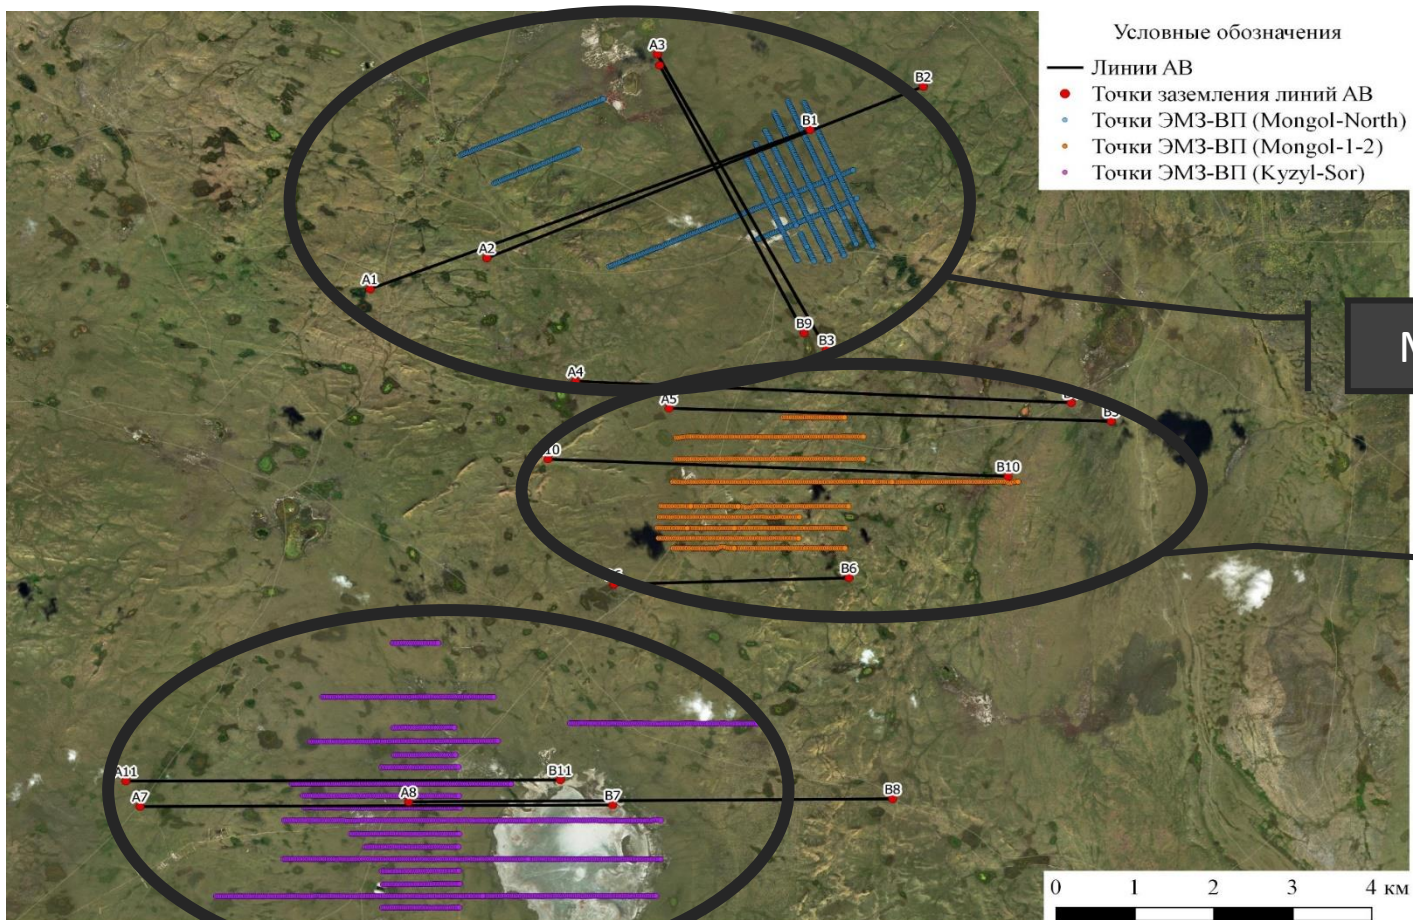 Условные обозначения
Линии АВ
Точки заземления линий АВ
Точки ЭМЗ-ВП (Mongol-North)
Точки ЭМЗ-ВП (Mongol-1-2)
Точки ЭМЗ-ВП (Kyzyl-Sor)
A3
B2
B1
A2
A1
B9
B3
M
A4
A5
B10
B6
A11
B11
A7
A8
B7
B8
0 1 2 3 4 км